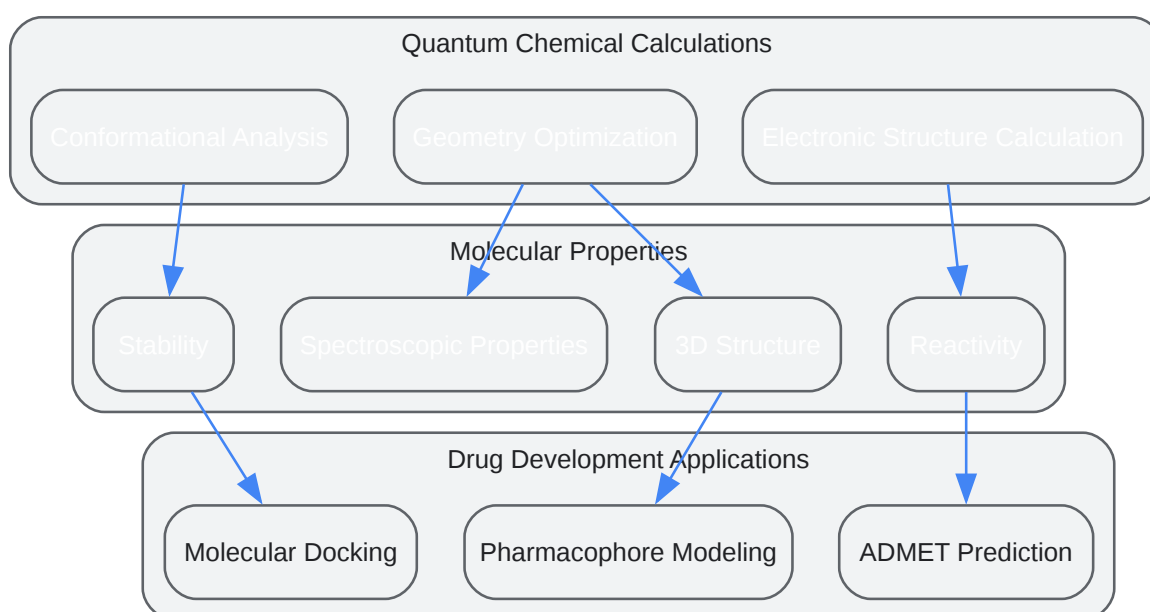 Quantum Chemical Calculations
Conformational Analysis
Geometry Optimization
Electronic Structure Calculation
Molecular Properties
Stability
Spectroscopic Properties
3D Structure
Reactivity
Drug Development Applications
Molecular Docking
Pharmacophore Modeling
ADMET Prediction